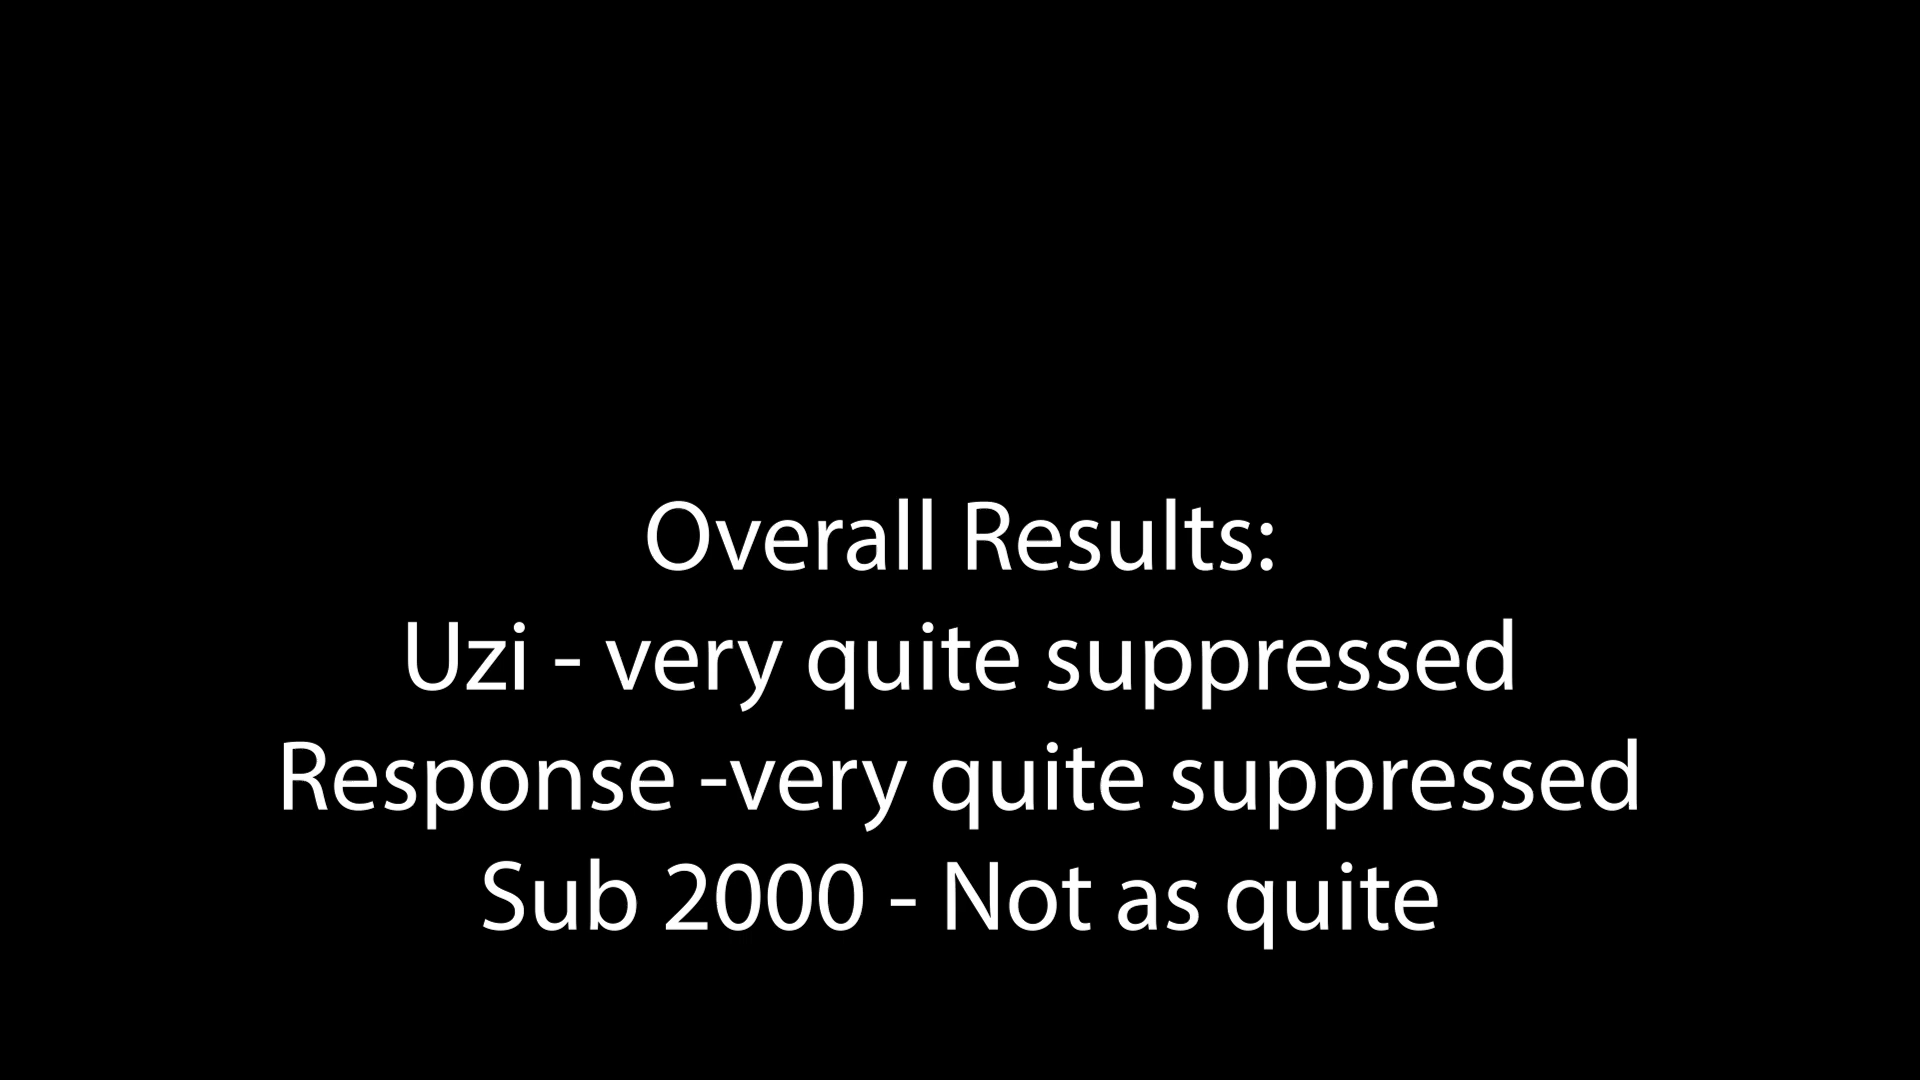 Overall Results:
Uzi - very quite suppressed
Response -very quite suppressed
Sub 2000 - Not as quite